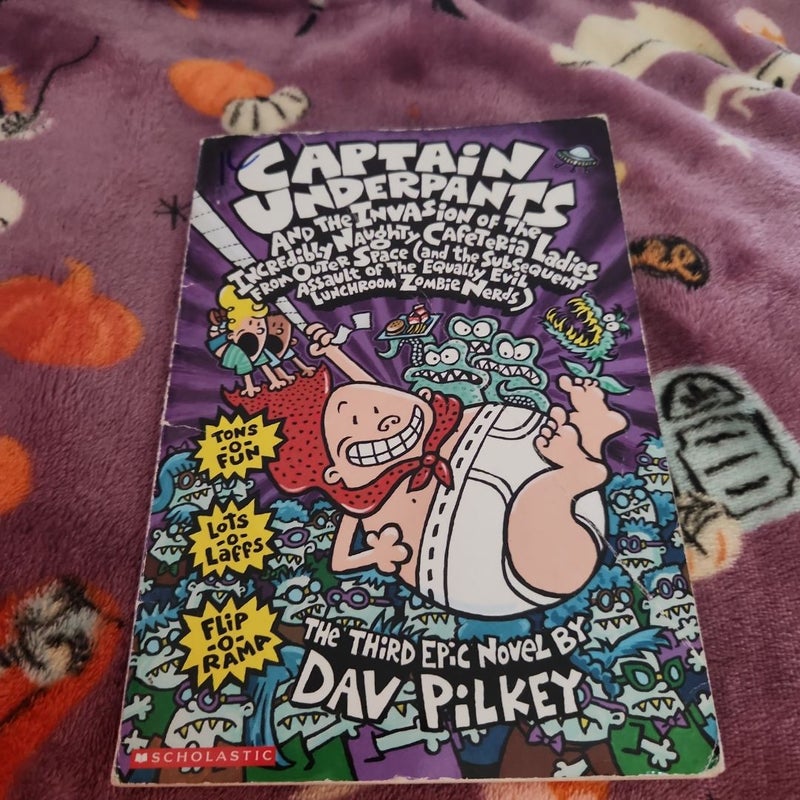 CAPTAIN
UNDERPANTS
AND THE INVASION OF THE
INCREDIBLY NAUGHTY CAFETERIA LADIES
FROM OUTER SPACE (and the Subsequent
Assault of the Equally Evil
Lunchroom Zombie Nerds)
TONS
-O-
FUN
LOTS
-O-
LAFFS
FLIP
-O-
RAMA
THE THIRD EPIC NOVEL BY
DAV PILKEY
SCHOLASTIC